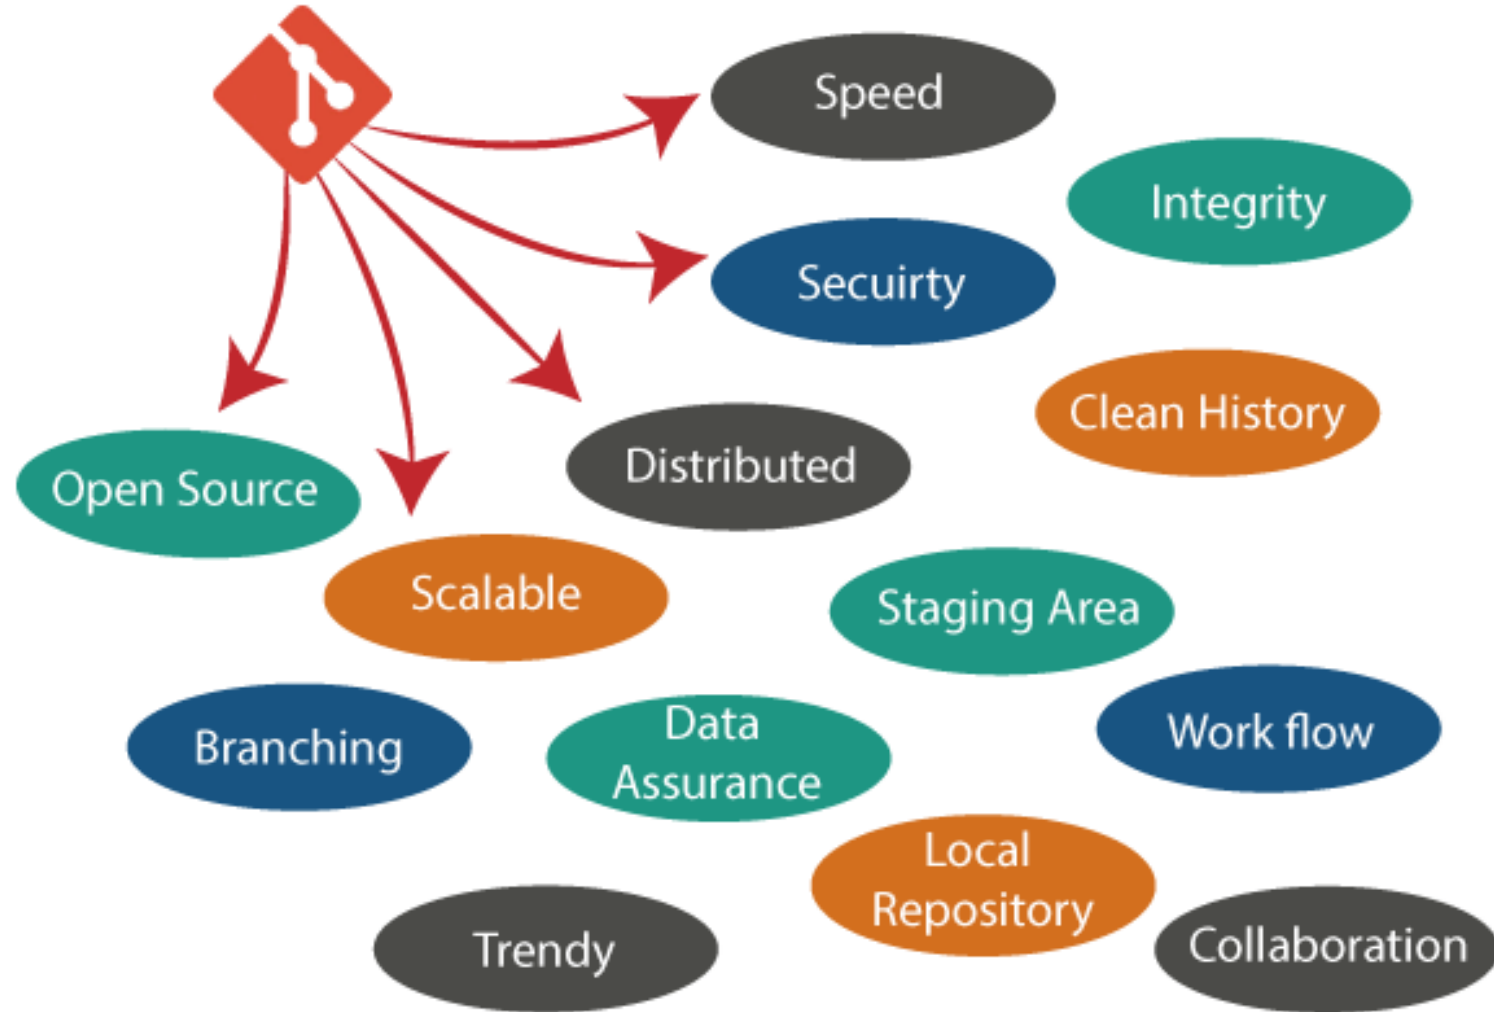 Speed
Integrity
Secuirty
Clean History
Distributed
Open Source
Scalable
Staging Area
Branching
Data
Assurance
Work flow
Local
Repository
Trendy
Collaboration